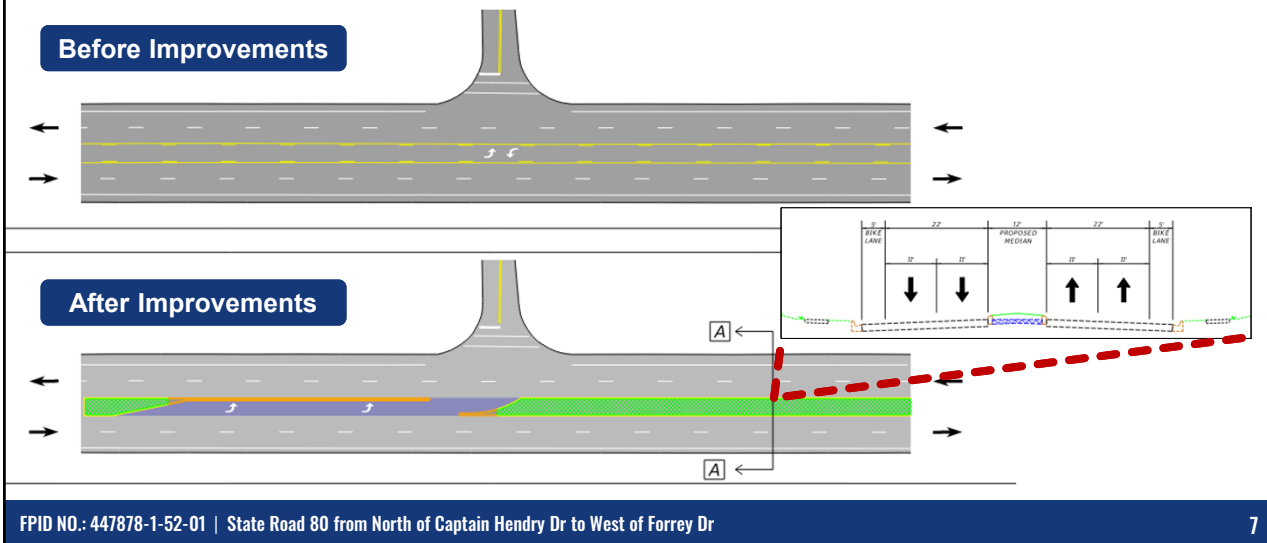 Before Improvements
5' 22' 12' 22' 5'
BIKE LANE
PROPOSED MEDIAN
BIKE LANE
11' 11' 11' 11'
After Improvements
A
A
FPID NO.: 447878-1-52-01 | State Road 80 from North of Captain Hendry Dr to West of Forrey Dr
7